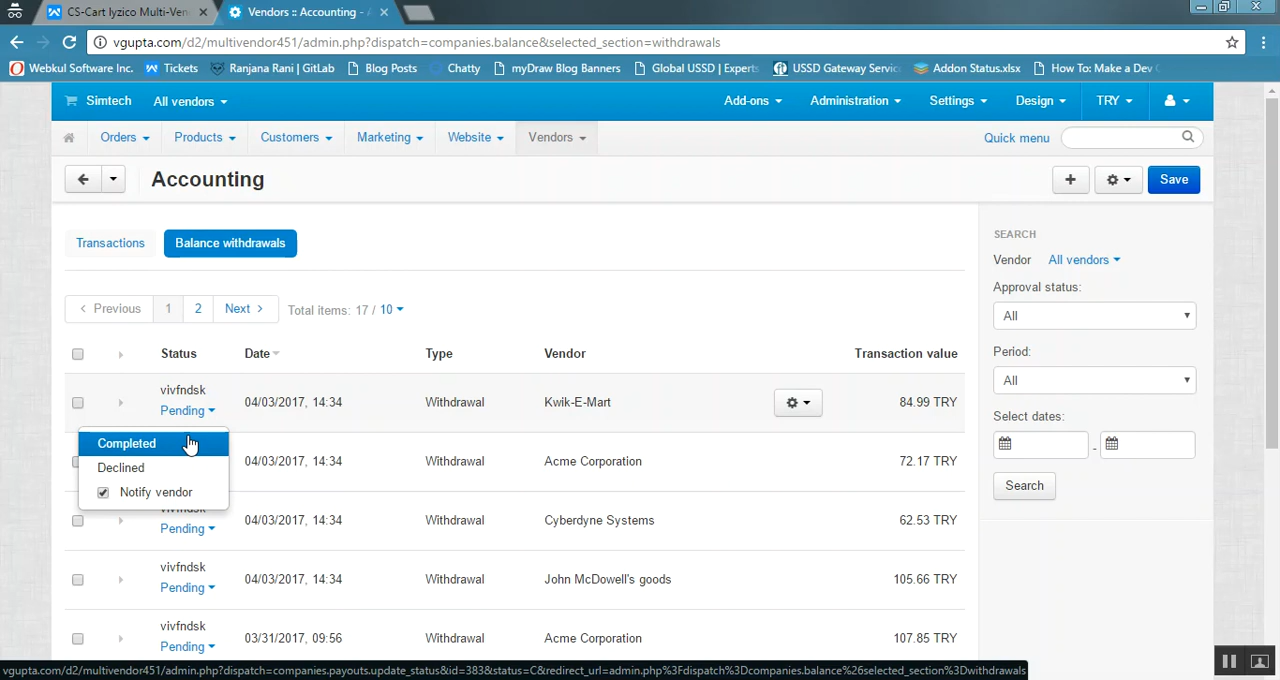 CS-Cart Iyzico Multi-Ven
Vendors :: Accounting -
vgupta.com/d2/multivendor451/admin.php?dispatch=companies.balance&selected_section=withdrawals
Webkul Software Inc. Tickets Ranjana Rani | GitLab Blog Posts Chatty myDraw Blog Banners Global USSD | Experts USSD Gateway Servic Addon Status.xlsx How To: Make a Dev
Simtech All vendors Add-ons Administration Settings Design TRY
Orders Products Customers Marketing Website Vendors Quick menu
Accounting
+ Save
Transactions Balance withdrawals
SEARCH
Vendor All vendors
Approval status:
All
Period:
All
Select dates:
-
Search
Previous 1 2 Next Total items: 17 / 10
Status Date Type Vendor Transaction value
vivfndsk
Pending 04/03/2017, 14:34 Withdrawal Kwik-E-Mart 84.99 TRY
Completed
Declined
Notify vendor
04/03/2017, 14:34 Withdrawal Acme Corporation 72.17 TRY
vivfndsk
Pending 04/03/2017, 14:34 Withdrawal Cyberdyne Systems 62.53 TRY
vivfndsk
Pending 04/03/2017, 14:34 Withdrawal John McDowell's goods 105.66 TRY
vivfndsk
Pending 03/31/2017, 09:56 Withdrawal Acme Corporation 107.85 TRY
vgupta.com/d2/multivendor451/admin.php?dispatch=companies.payouts.update_status&id=383&status=C&redirect_url=admin.php%3Fdispatch%3Dcompanies.balance%26selected_section%3Dwithdrawals